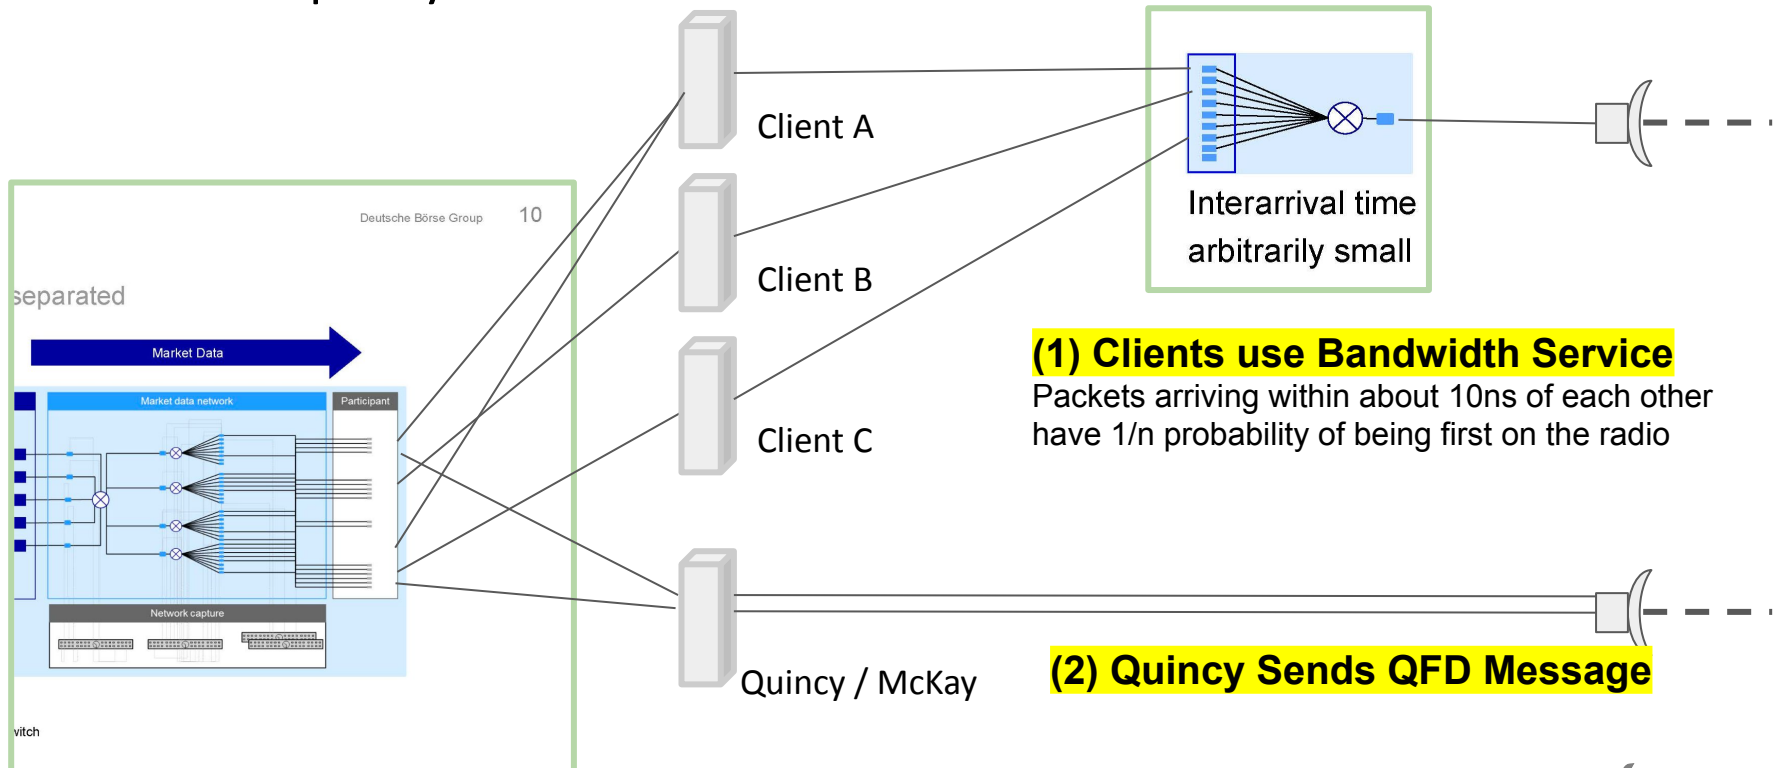 Client A
Client B
Client C
Quincy / McKay
Deutsche Börse Group 10
separated
Market Data
Market data network
Participant
Network capture
witch
Interarrival time
arbitrarily small
(1) Clients use Bandwidth Service
Packets arriving within about 10ns of each other
have 1/n probability of being first on the radio
(2) Quincy Sends QFD Message